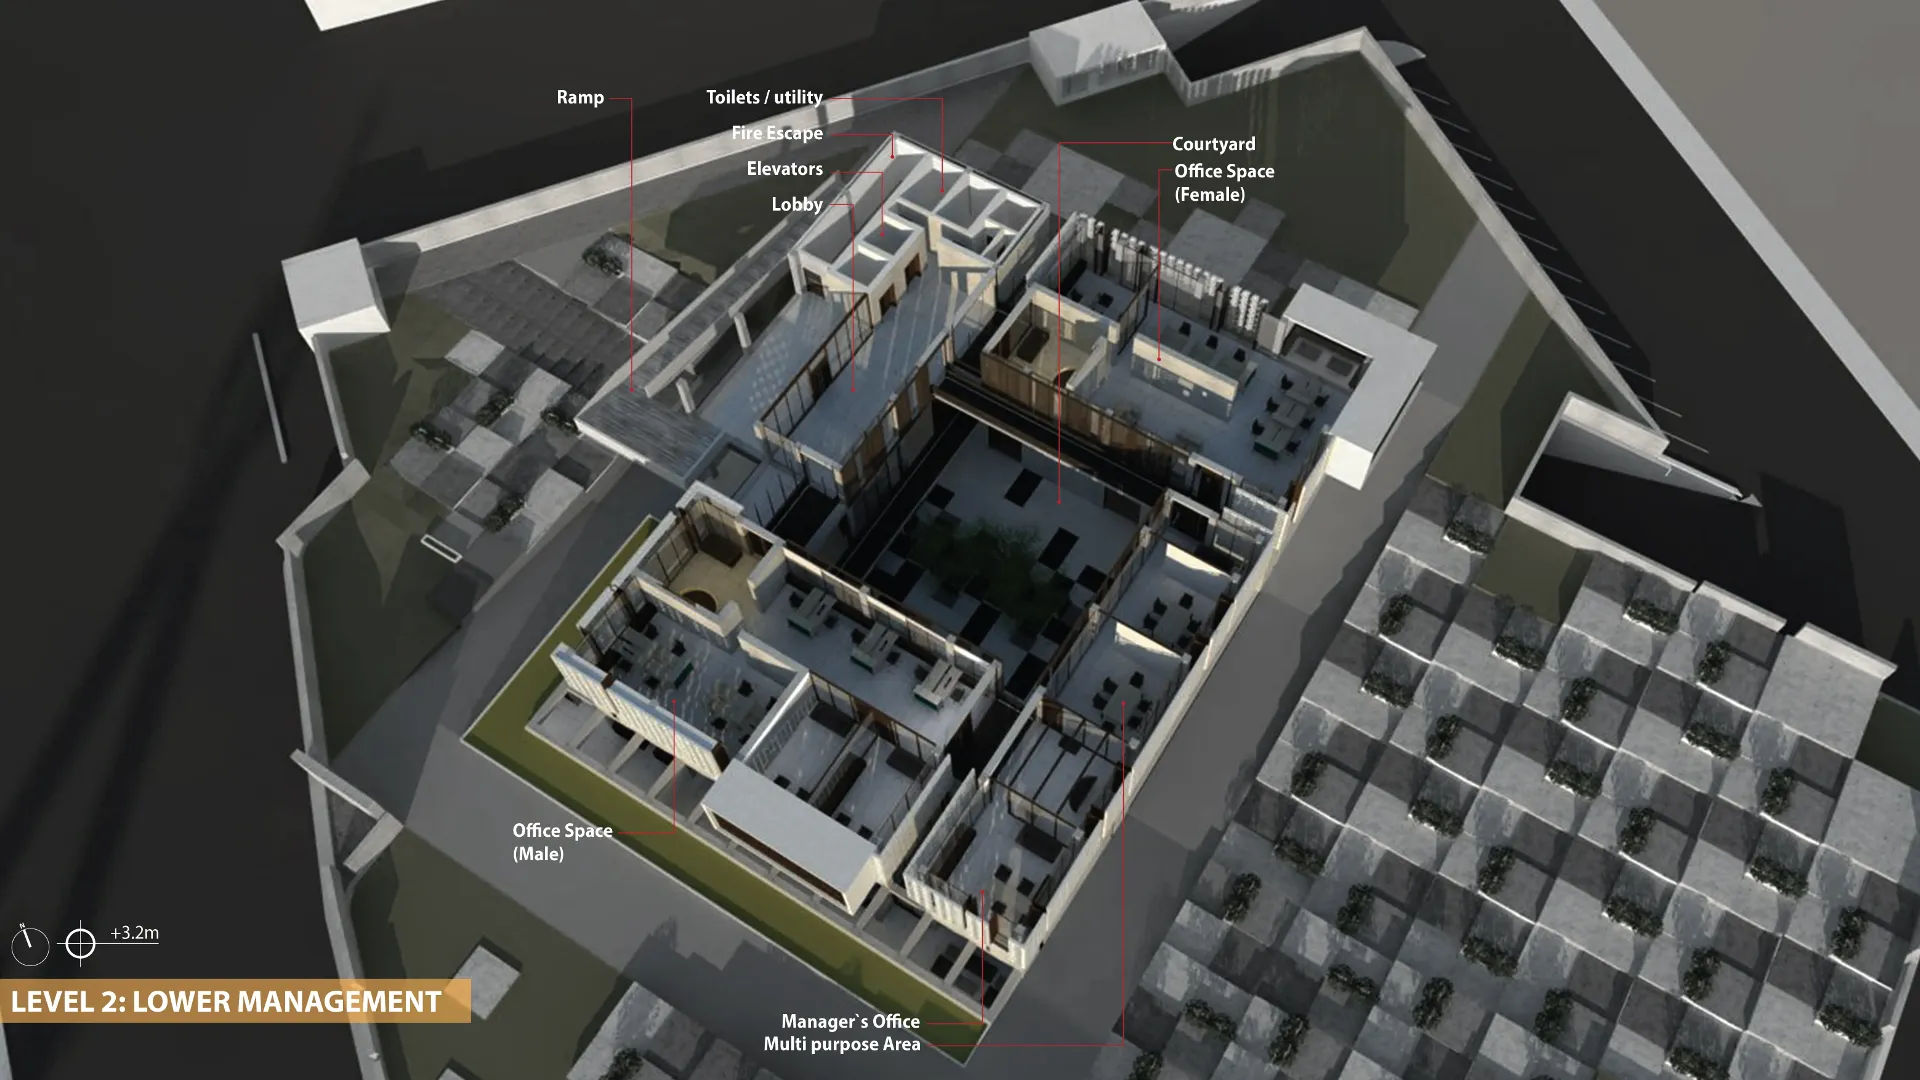 Ramp
Toilets / utility
Fire Escape
Elevators
Lobby
Courtyard
Office Space
(Female)
Office Space
(Male)
N
+3.2m
LEVEL 2: LOWER MANAGEMENT
Manager`s Office
Multi purpose Area